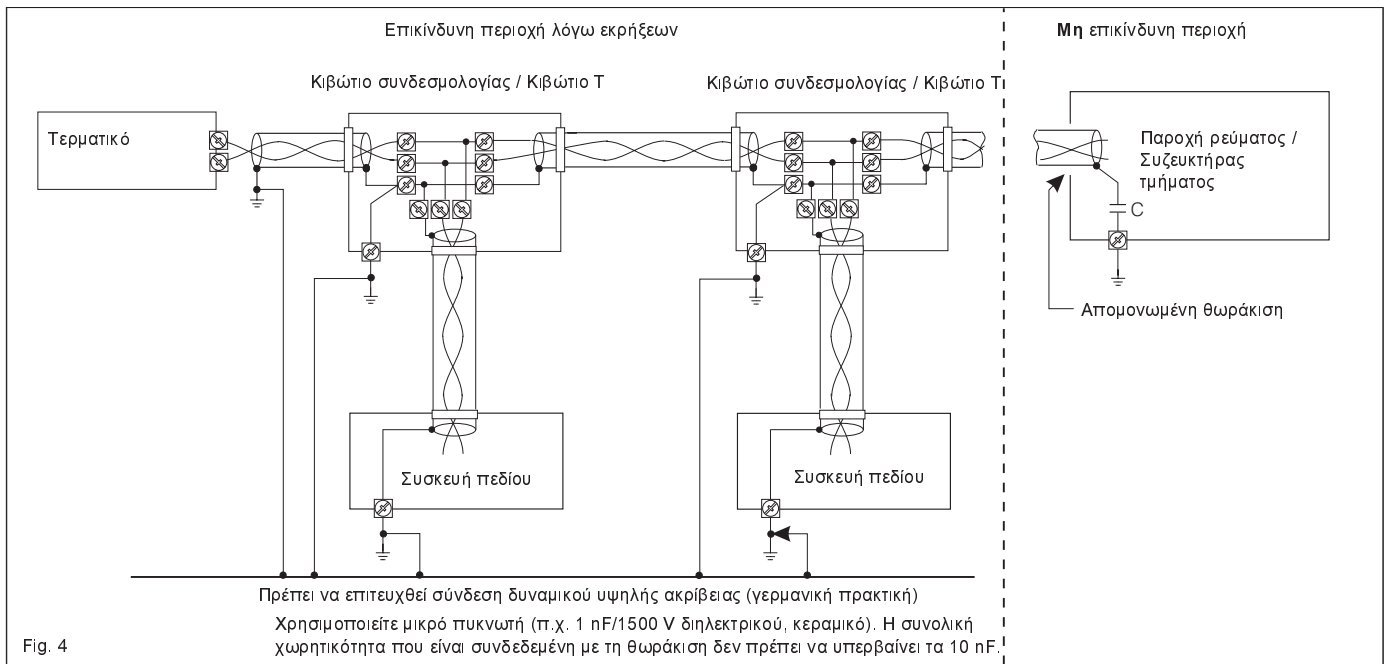 Επικίνδυνη περιοχή λόγω εκρήξεων
Μη επικίνδυνη περιοχή
Κιβώτιο συνδεσμολογίας / Κιβώτιο Τ
Κιβώτιο συνδεσμολογίας / Κιβώτιο Τ
Τερματικό
Παροχή ρεύματος /
Συζευκτήρας
τμήματος
C
Απομονωμένη θωράκιση
Συσκευή πεδίου
Συσκευή πεδίου
Πρέπει να επιτευχθεί σύνδεση δυναμικού υψηλής ακρίβειας (γερμανική πρακτική)
Χρησιμοποιείτε μικρό πυκνωτή (π.χ. 1 nF/1500 V διηλεκτρικού, κεραμικό). Η συνολική
χωρητικότητα που είναι συνδεδεμένη με τη θωράκιση δεν πρέπει να υπερβαίνει τα 10 nF.
Fig. 4